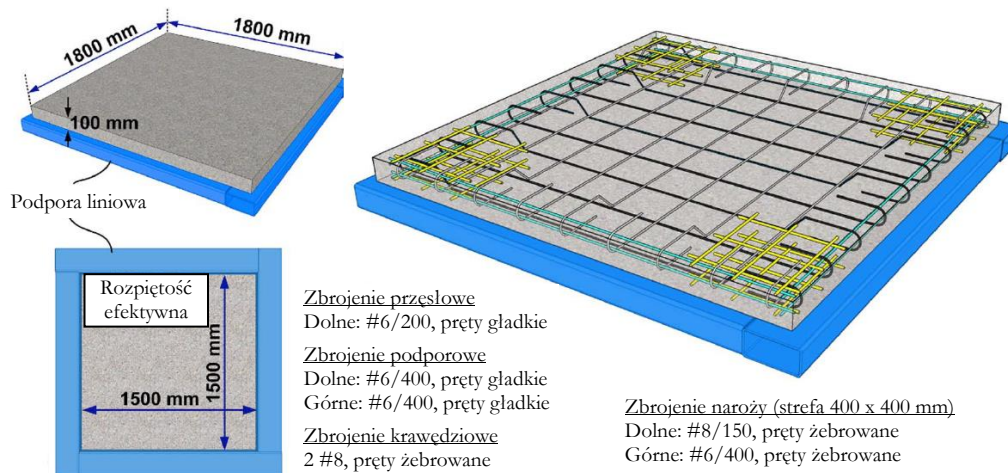 1800 mm
1800 mm
100 mm
Podpora liniowa
Rozpiętość
efektywna
1500 mm
1500 mm
Zbrojenie przęsłowe
Dolne: #6/200, pręty gładkie
Zbrojenie podporowe
Dolne: #6/400, pręty gładkie
Górne: #6/400, pręty gładkie
Zbrojenie krawędziowe
2 #8, pręty żebrowane
Zbrojenie naroży (strefa 400 x 400 mm)
Dolne: #8/150, pręty żebrowane
Górne: #6/400, pręty żebrowane